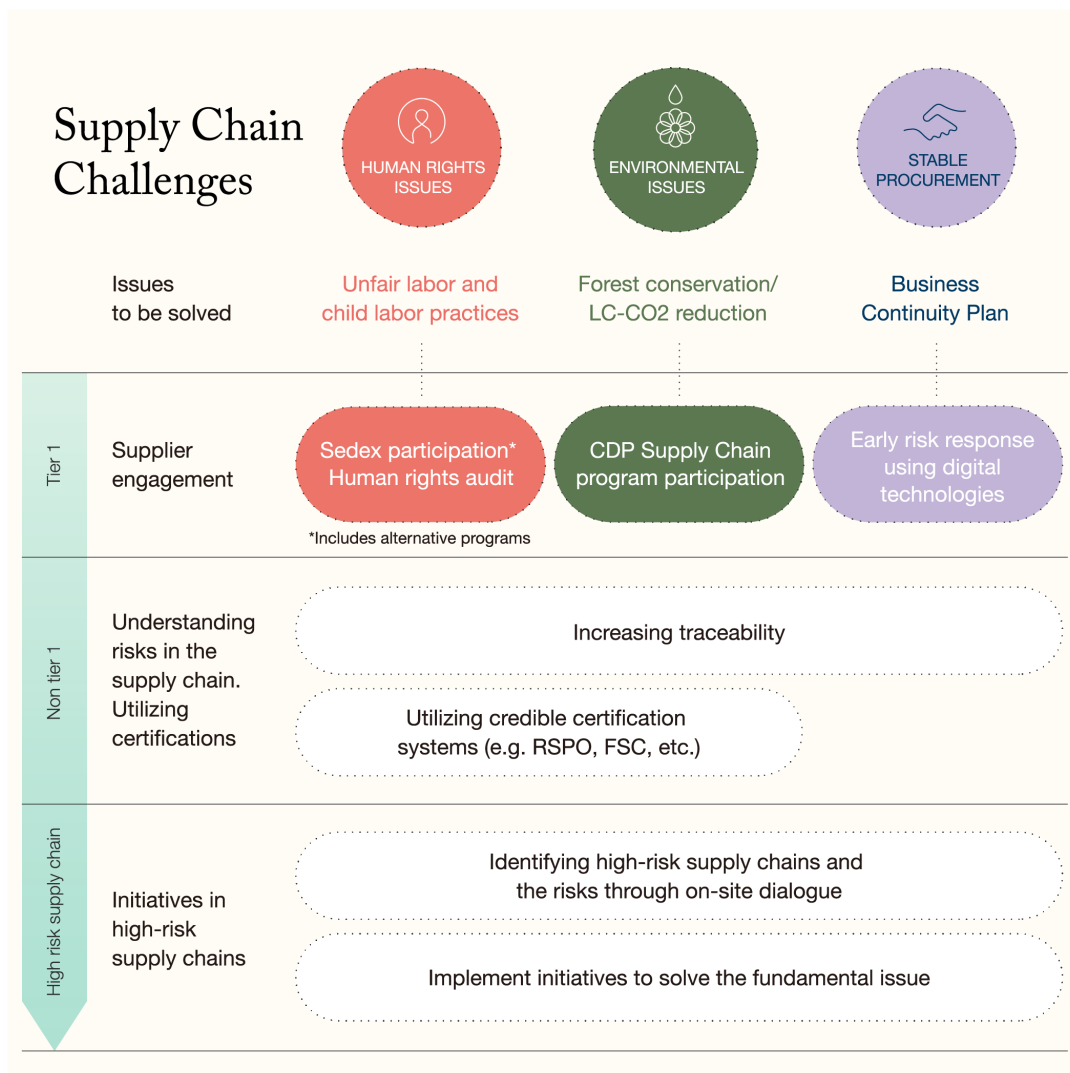 Supply Chain
Challenges
HUMAN RIGHTS
ISSUES
ENVIRONMENTAL
ISSUES
STABLE
PROCUREMENT
Issues
to be solved
Unfair labor and
child labor practices
Forest conservation/
LC-CO2 reduction
Business
Continuity Plan
Tier 1
Supplier
engagement
Sedex participation*
Human rights audit
*Includes alternative programs
CDP Supply Chain
program participation
Early risk response
using digital
technologies
Non tier 1
Understanding
risks in the
supply chain.
Utilizing
certifications
Increasing traceability
Utilizing credible certification
systems (e.g. RSPO, FSC, etc.)
High risk supply chain
Initiatives in
high-risk
supply chains
Identifying high-risk supply chains and
the risks through on-site dialogue
Implement initiatives to solve the fundamental issue